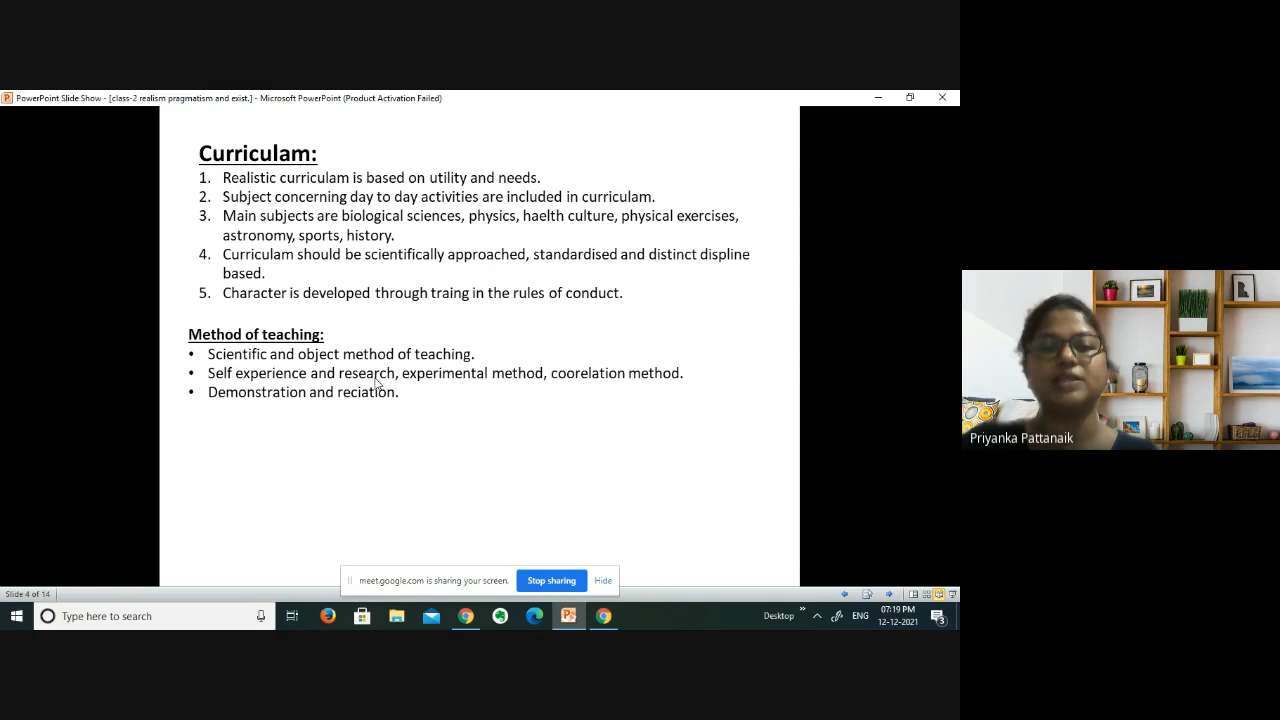 PowerPoint Slide Show - [class-2 realism pragmatism and exist.] - Microsoft PowerPoint (Product Activation Failed)
Curriculam:
1. Realistic curriculam is based on utility and needs.
2. Subject concerning day to day activities are included in curriculam.
3. Main subjects are biological sciences, physics, haelth culture, physical exercises,
astronomy, sports, history.
4. Curriculam should be scientifically approached, standardised and distinct displine
based.
5. Character is developed through traing in the rules of conduct.
Method of teaching:
• Scientific and object method of teaching.
• Self experience and research, experimental method, coorelation method.
• Demonstration and reciation.
Priyanka Pattanaik
meet.google.com is sharing your screen.
Stop sharing
Hide
Slide 4 of 14
Type here to search
Desktop
ENG
07:19 PM
12-12-2021
3